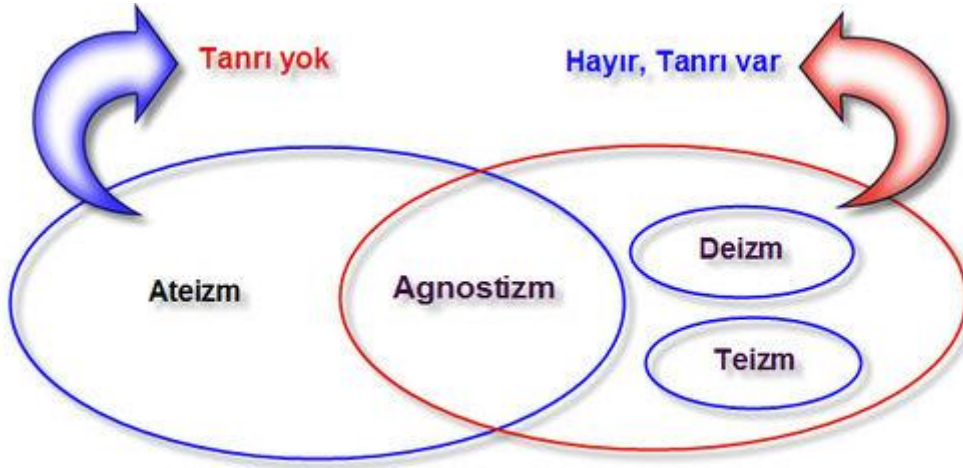 Tanrı yok
Hayır, Tanrı var
Ateizm
Agnostizm
Deizm
Teizm